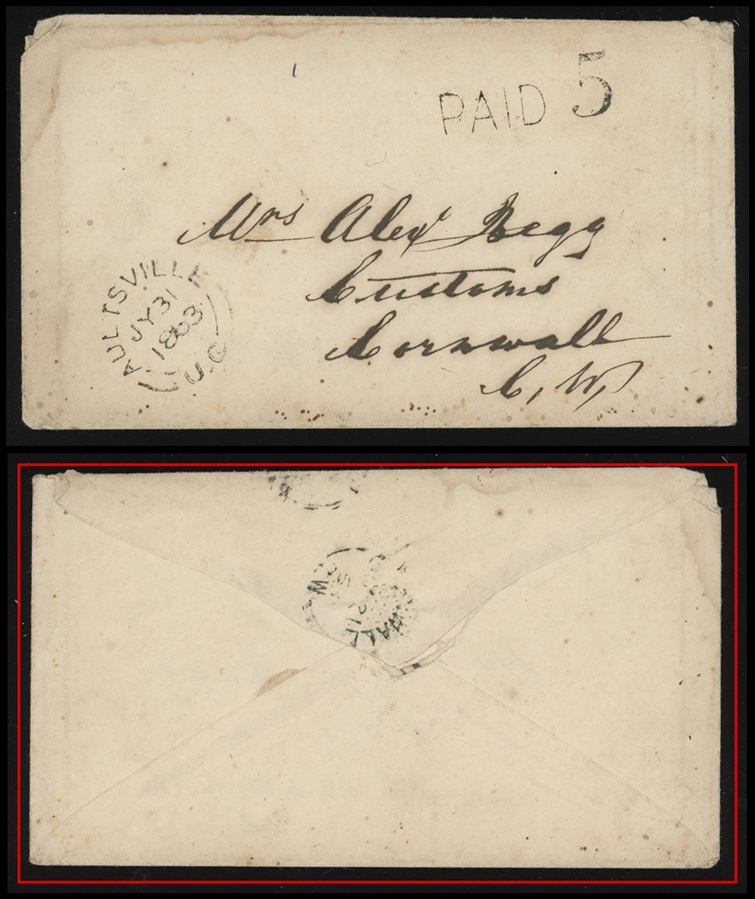 PAID 5
Mrs Alexr Begg
Customs
Cornwall
C, W,
AULTSVILLE
JY 31
1863
U.C